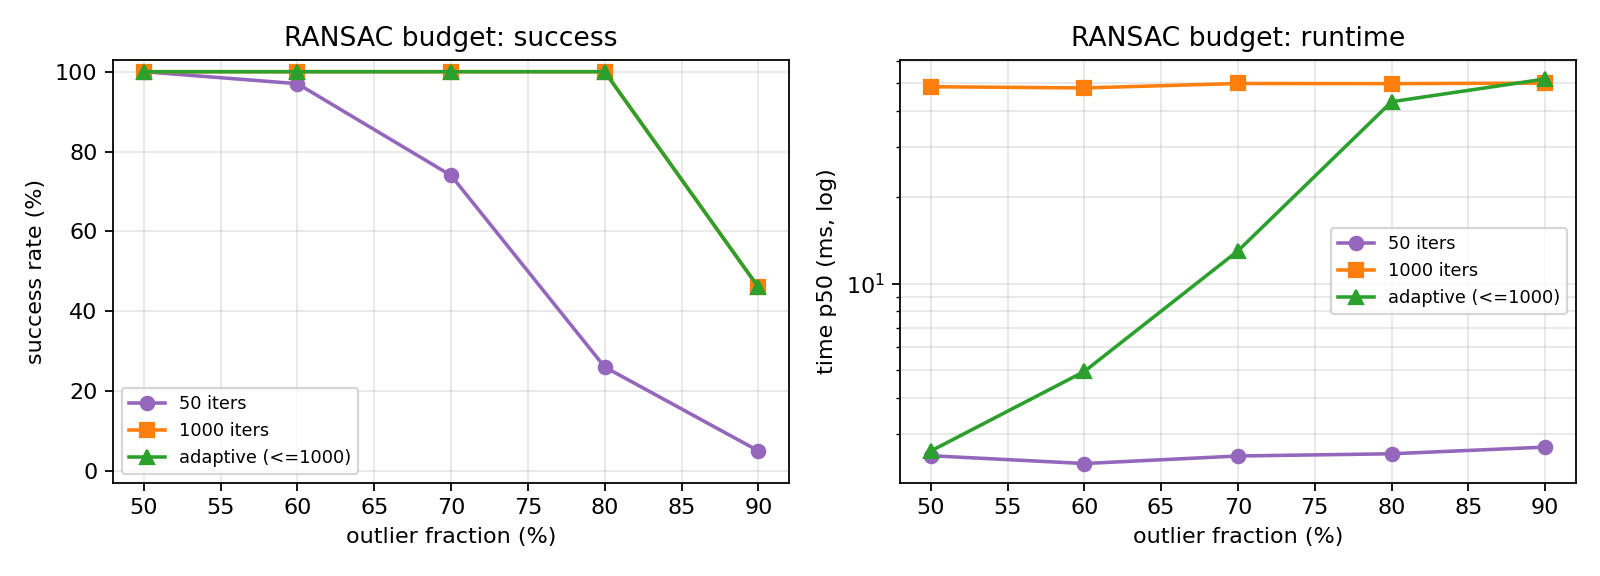 RANSAC budget: success
success rate (%)
100
80
60
40
20
0
50 iters
1000 iters
adaptive (<=1000)
50 55 60 65 70 75 80 85 90
outlier fraction (%)
RANSAC budget: runtime
time p50 (ms, log)
10^1
50 iters
1000 iters
adaptive (<=1000)
50 55 60 65 70 75 80 85 90
outlier fraction (%)